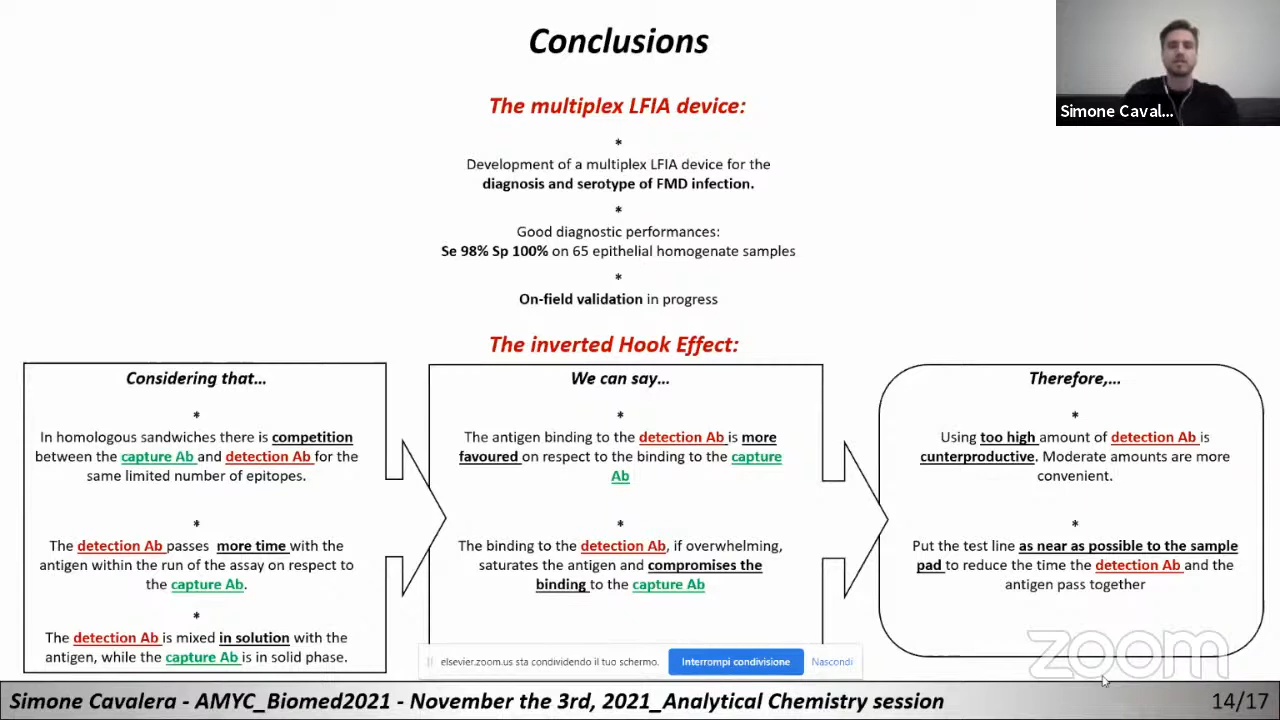 Conclusions
Simone Caval...
The multiplex LFIA device:
*
Development of a multiplex LFIA device for the
diagnosis and serotype of FMD infection.
*
Good diagnostic performances:
Se 98% Sp 100% on 65 epithelial homogenate samples
*
On-field validation in progress
The inverted Hook Effect:
Considering that...
*
In homologous sandwiches there is competition
between the capture Ab and detection Ab for the
same limited number of epitopes.
*
The detection Ab passes more time with the
antigen within the run of the assay on respect to
the capture Ab.
*
The detection Ab is mixed in solution with the
antigen, while the capture Ab is in solid phase.
We can say...
*
The antigen binding to the detection Ab is more
favoured on respect to the binding to the capture
Ab
*
The binding to the detection Ab, if overwhelming,
saturates the antigen and compromises the
binding to the capture Ab
Therefore,...
*
Using too high amount of detection Ab is
cunterproductive. Moderate amounts are more
convenient.
*
Put the test line as near as possible to the sample
pad to reduce the time the detection Ab and the
antigen pass together
elsevier.zoom.us sta condividendo il tuo schermo.
Interrompi condivisione
Nascondi
zoom
Simone Cavalera - AMYC_Biomed2021 - November the 3rd, 2021_Analytical Chemistry session
14/17